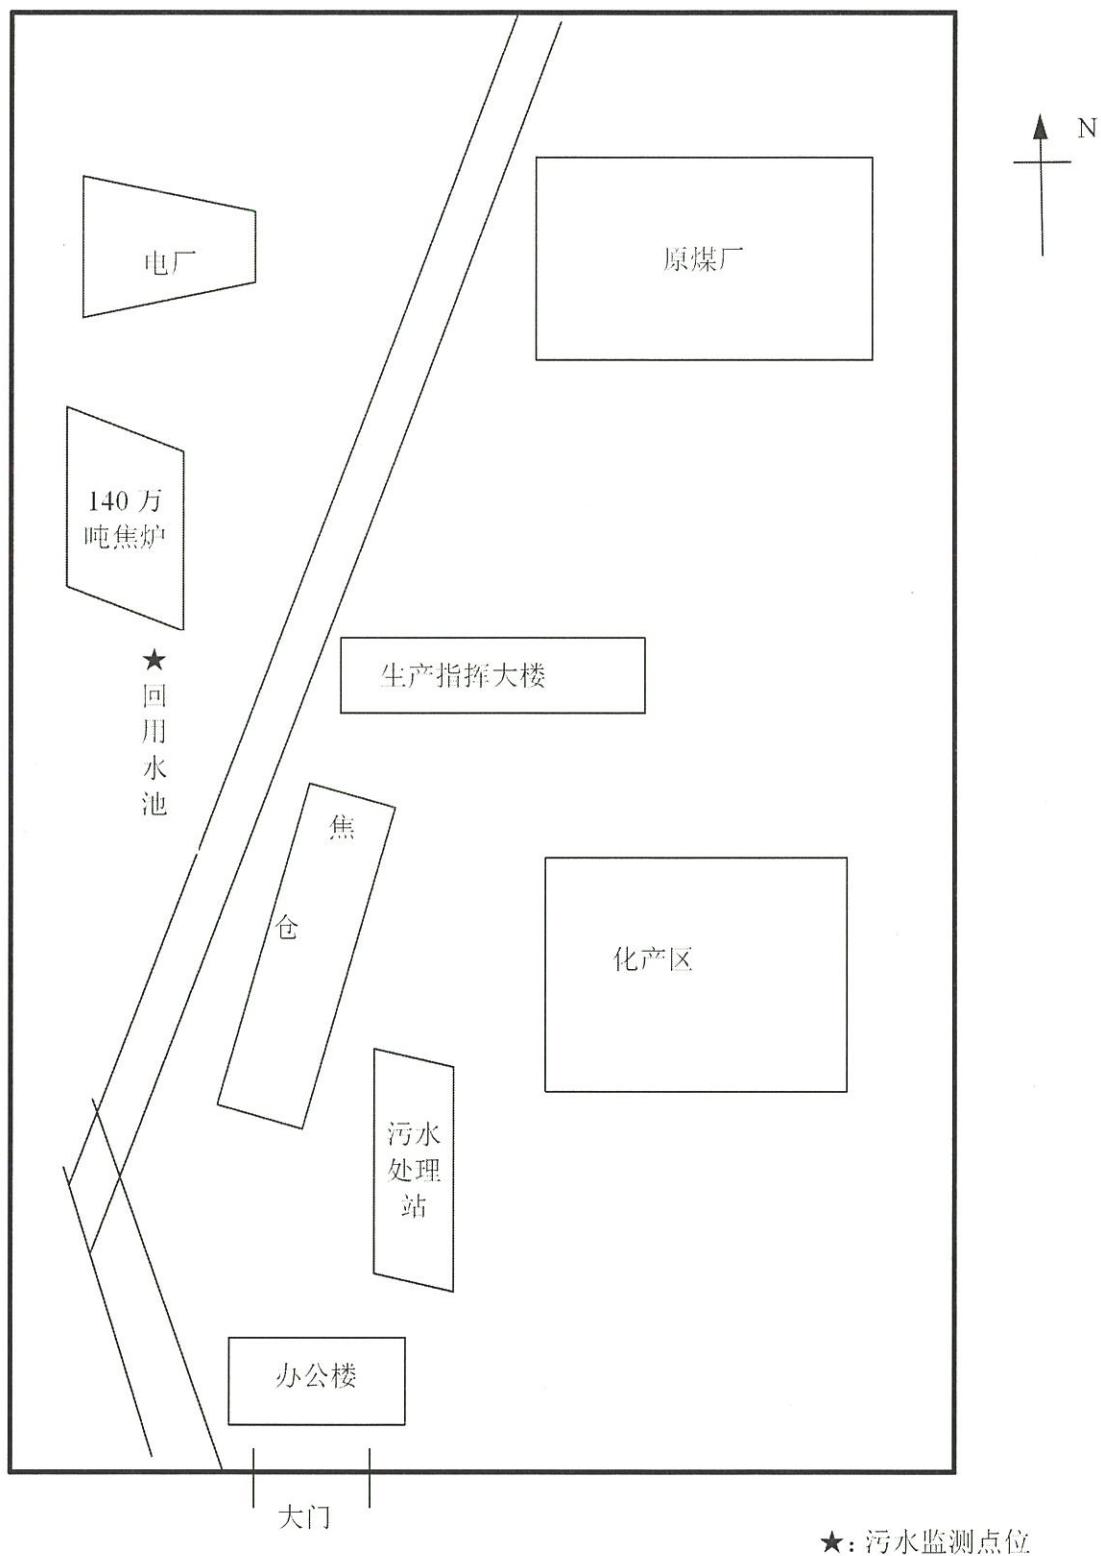 N
电厂
原煤厂
140 万
吨焦炉
★
回
用
水
池
生产指挥大楼
焦
仓
化产区
污水
处理
站
办公楼
大门
★: 污水监测点位